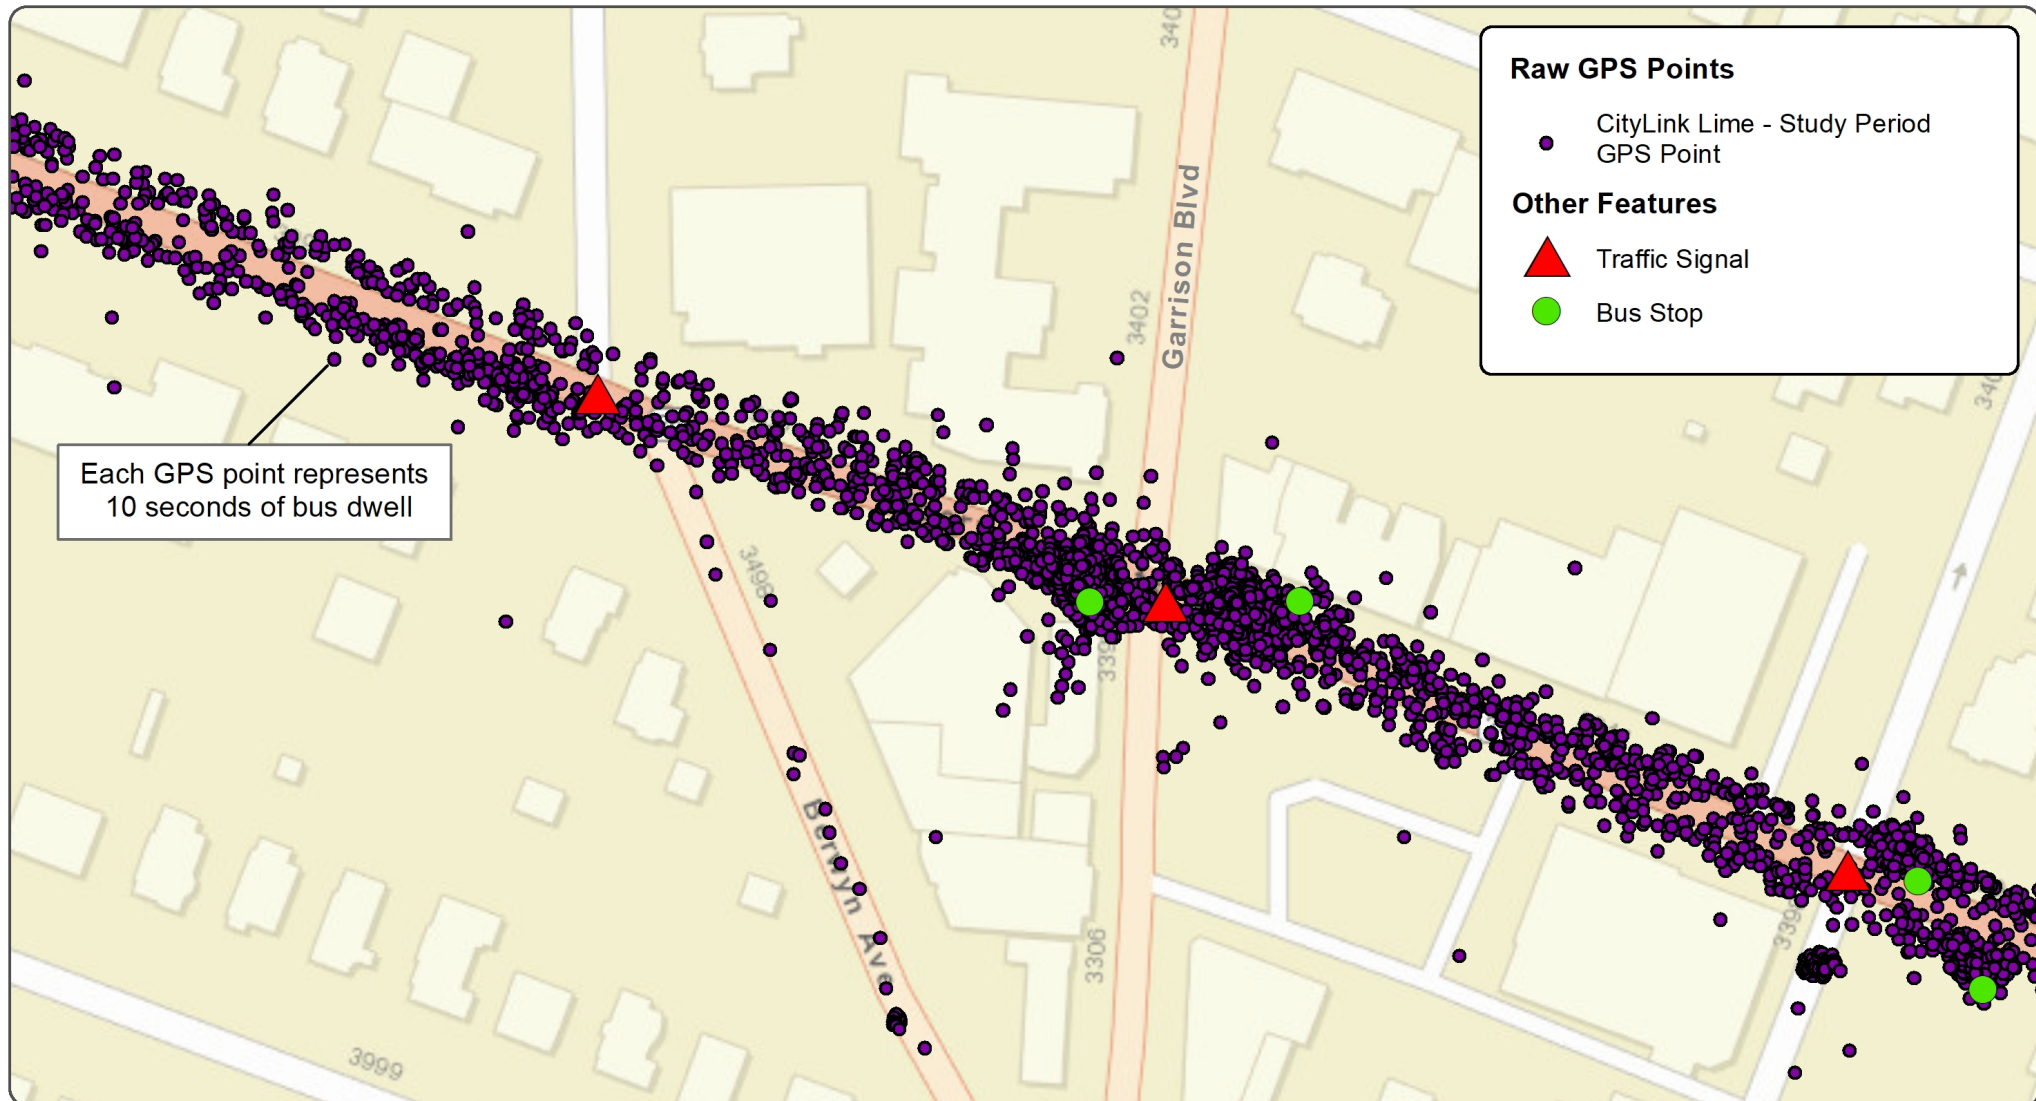 340
Raw GPS Points
CityLink Lime - Study Period
GPS Point
Other Features
Traffic Signal
Bus Stop
Garrison Blvd
3402
Each GPS point represents
10 seconds of bus dwell
3498
Berwyn Ave
3306
3999